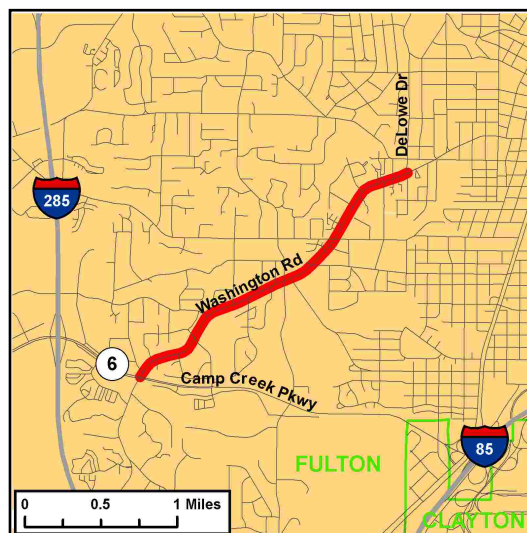 DeLowe Dr
285
Washington Rd
6
Camp Creek Pkwy
FULTON
85
CLAYTON
0 0.5 1 Miles